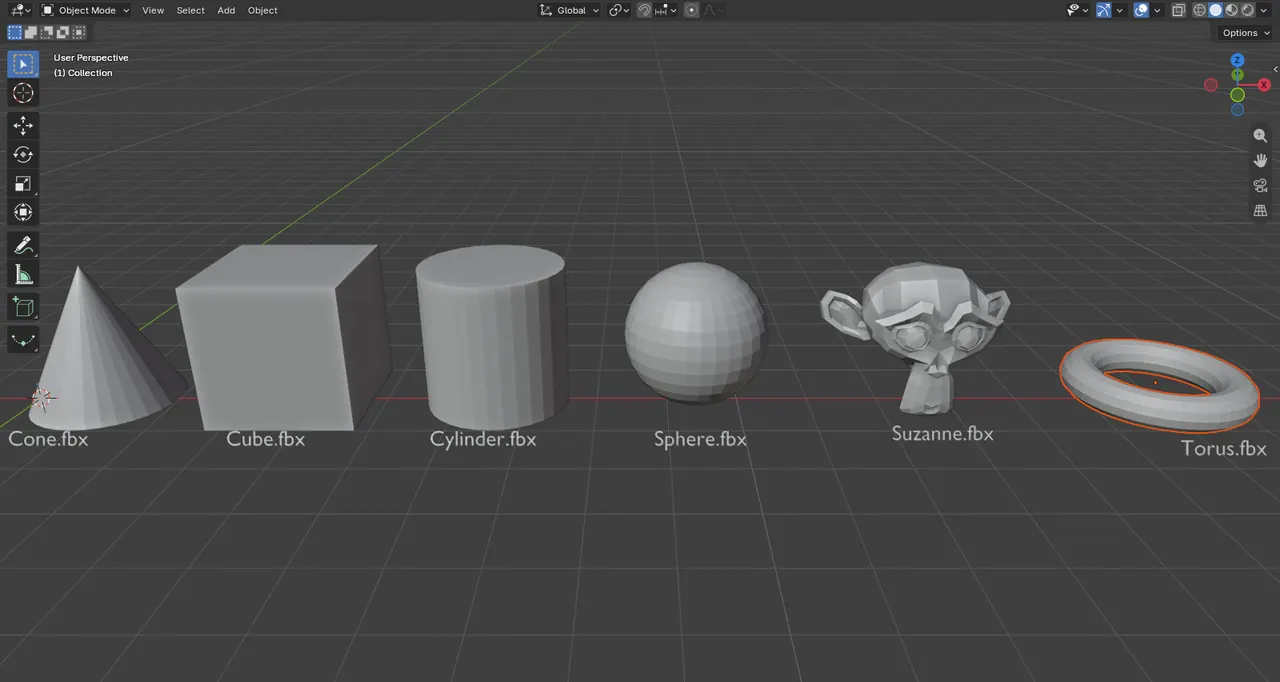 Object Mode View Select Add Object Global
Options
User Perspective
(1) Collection
Z
X
Cone.fbx Cube.fbx Cylinder.fbx Sphere.fbx Suzanne.fbx Torus.fbx